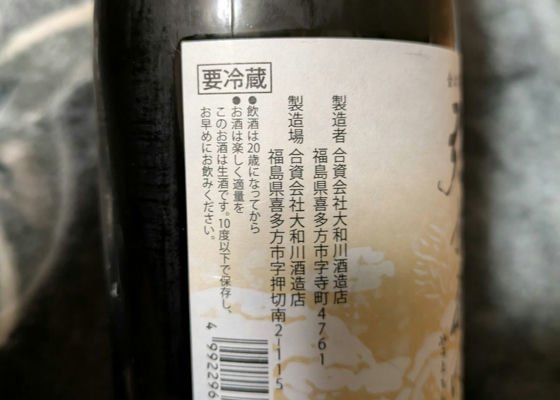 製造者 合資会社大和川酒造店
福島県喜多方市字寺町4761
製造場 合資会社大和川酒造店
福島県喜多方市字押切南2-115
要冷蔵
●飲酒は20歳になってから
●お酒は楽しく適量を
このお酒は生酒です。10度以下で保存し、
お早めにお飲みください。
4 992296